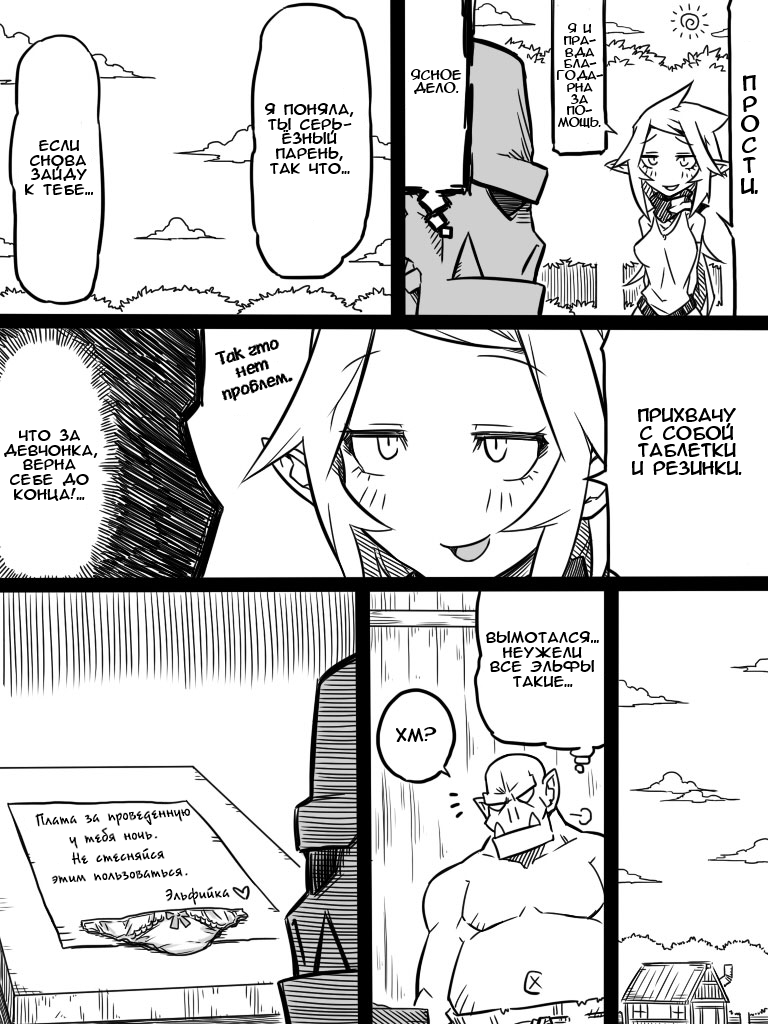 ПРОСТИ.
Я И
ПРА-
ВДА
БЛА-
ГОДА-
РНА
ЗА
ПО-
МОЩЬ.
ЯСНОЕ
ДЕЛО.
Я ПОНЯЛА,
ТЫ СЕРЬ-
ЁЗНЫЙ
ПАРЕНЬ,
ТАК ЧТО...
ЕСЛИ
СНОВА
ЗАЙДУ
К ТЕБЕ...
ПРИХВАЧУ
С СОБОЙ
ТАБЛЕТКИ
И РЕЗИНКИ.
Так что
нет
проблем.
ЧТО ЗА
ДЕВЧОНКА,
ВЕРНА
СЕБЕ ДО
КОНЦА!...
ВЫМОТАЛСЯ...
НЕУЖЕЛИ
ВСЕ ЭЛЬФЫ
ТАКИЕ...
ХМ?
Плата за проведенную
у тебя ночь.
Не стесняйся
этим пользоваться.
Эльфийка